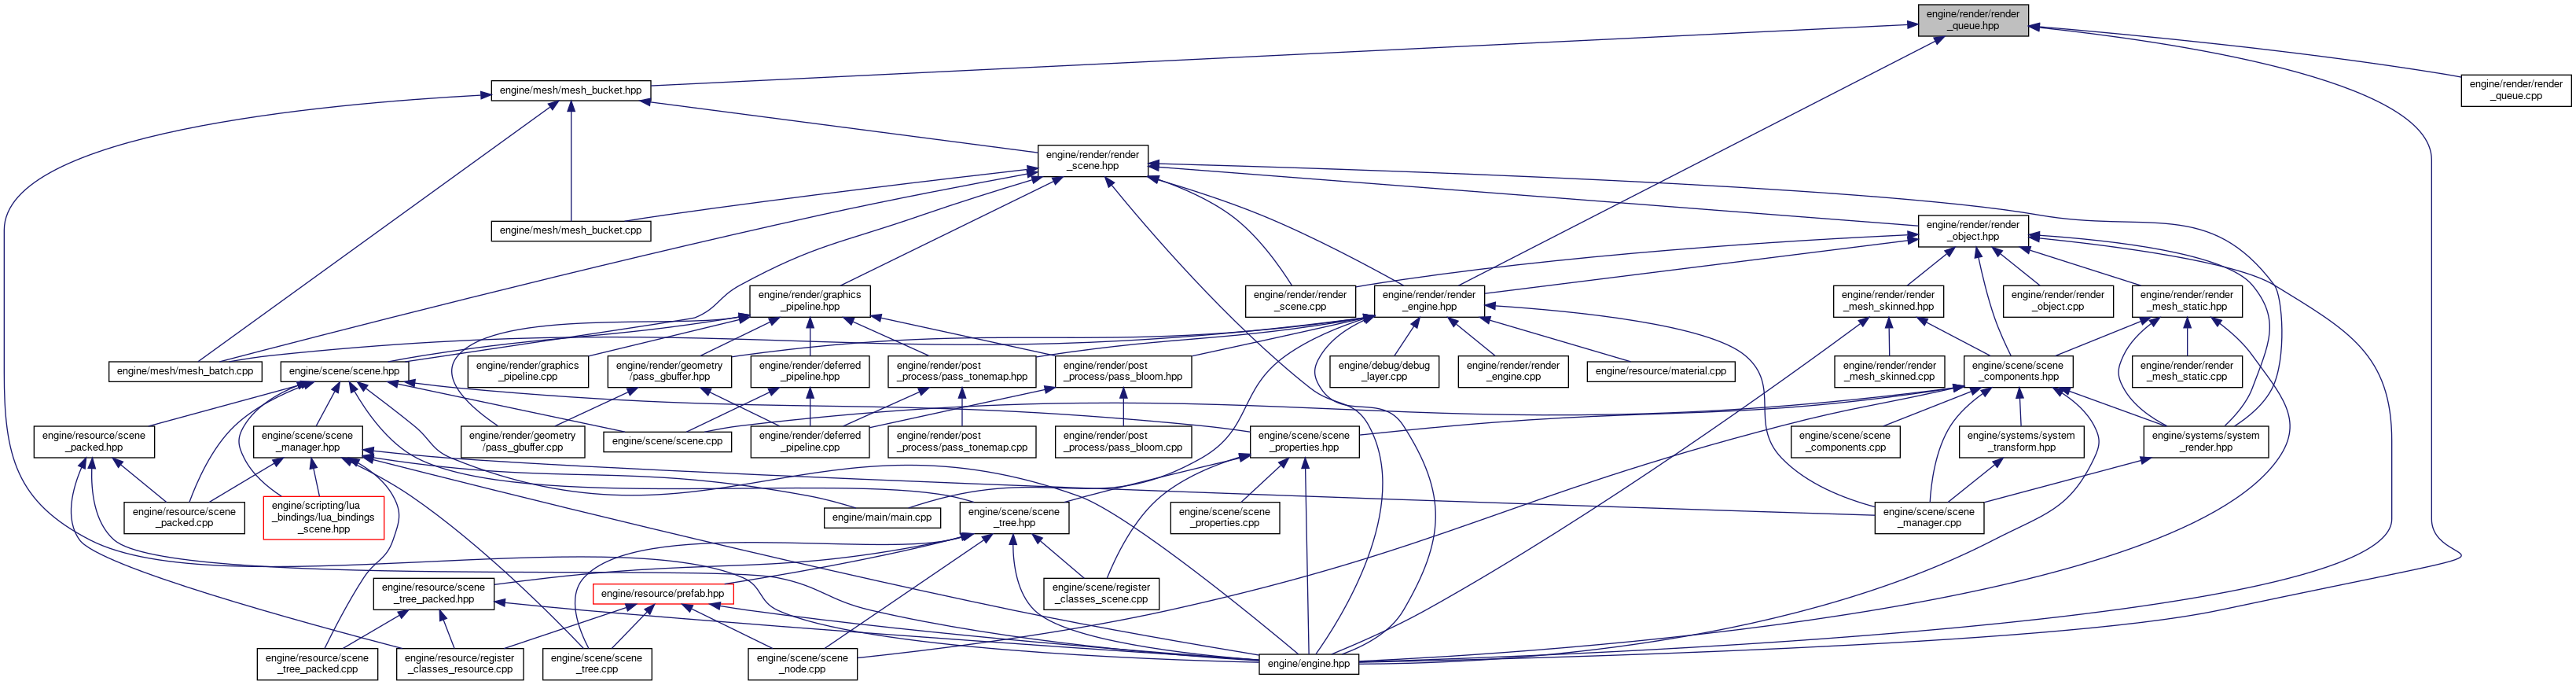 engine/render/render
_queue.hpp
engine/mesh/mesh_bucket.hpp
engine/render/render
_queue.cpp
engine/render/render
_scene.hpp
engine/mesh/mesh_bucket.cpp
engine/render/render
_object.hpp
engine/render/graphics
_pipeline.hpp
engine/render/render
_scene.cpp
engine/render/render
_engine.hpp
engine/render/render
_mesh_skinned.hpp
engine/render/render
_object.cpp
engine/render/render
_mesh_static.hpp
engine/mesh/mesh_batch.cpp
engine/scene/scene.hpp
engine/render/graphics
_pipeline.cpp
engine/render/geometry
/pass_gbuffer.hpp
engine/render/deferred
_pipeline.hpp
engine/render/post
_process/pass_tonemap.hpp
engine/render/post
_process/pass_bloom.hpp
engine/debug/debug
_layer.cpp
engine/render/render
_engine.cpp
engine/resource/material.cpp
engine/render/render
_mesh_skinned.cpp
engine/scene/scene
_components.hpp
engine/render/render
_mesh_static.cpp
engine/resource/scene
_packed.hpp
engine/scene/scene
_manager.hpp
engine/render/geometry
/pass_gbuffer.cpp
engine/scene/scene.cpp
engine/render/deferred
_pipeline.cpp
engine/render/post
_process/pass_tonemap.cpp
engine/render/post
_process/pass_bloom.cpp
engine/scene/scene
_properties.hpp
engine/scene/scene
_components.cpp
engine/systems/system
_transform.hpp
engine/systems/system
_render.hpp
engine/resource/scene
_packed.cpp
engine/scripting/lua
_bindings/lua_bindings
_scene.hpp
engine/main/main.cpp
engine/scene/scene
_tree.hpp
engine/scene/scene
_properties.cpp
engine/scene/scene
_manager.cpp
engine/resource/scene
_tree_packed.hpp
engine/resource/prefab.hpp
engine/scene/register
_classes_scene.cpp
engine/resource/scene
_tree_packed.cpp
engine/resource/register
_classes_resource.cpp
engine/scene/scene
_tree.cpp
engine/scene/scene
_node.cpp
engine/engine.hpp